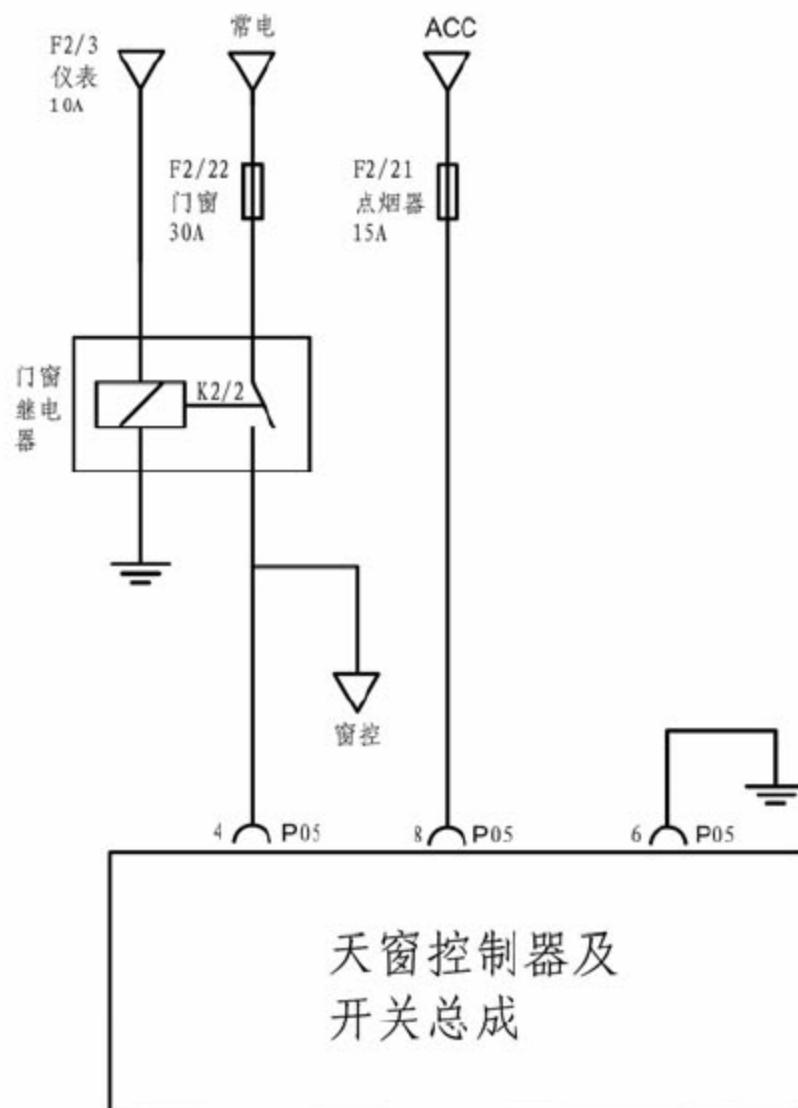 F2/3
仪表
10A
常电
ACC
F2/22
门窗
30A
F2/21
点烟器
15A
门窗
继电
器
K2/2
窗控
4 P05
8 P05
6 P05
天窗控制器及
开关总成